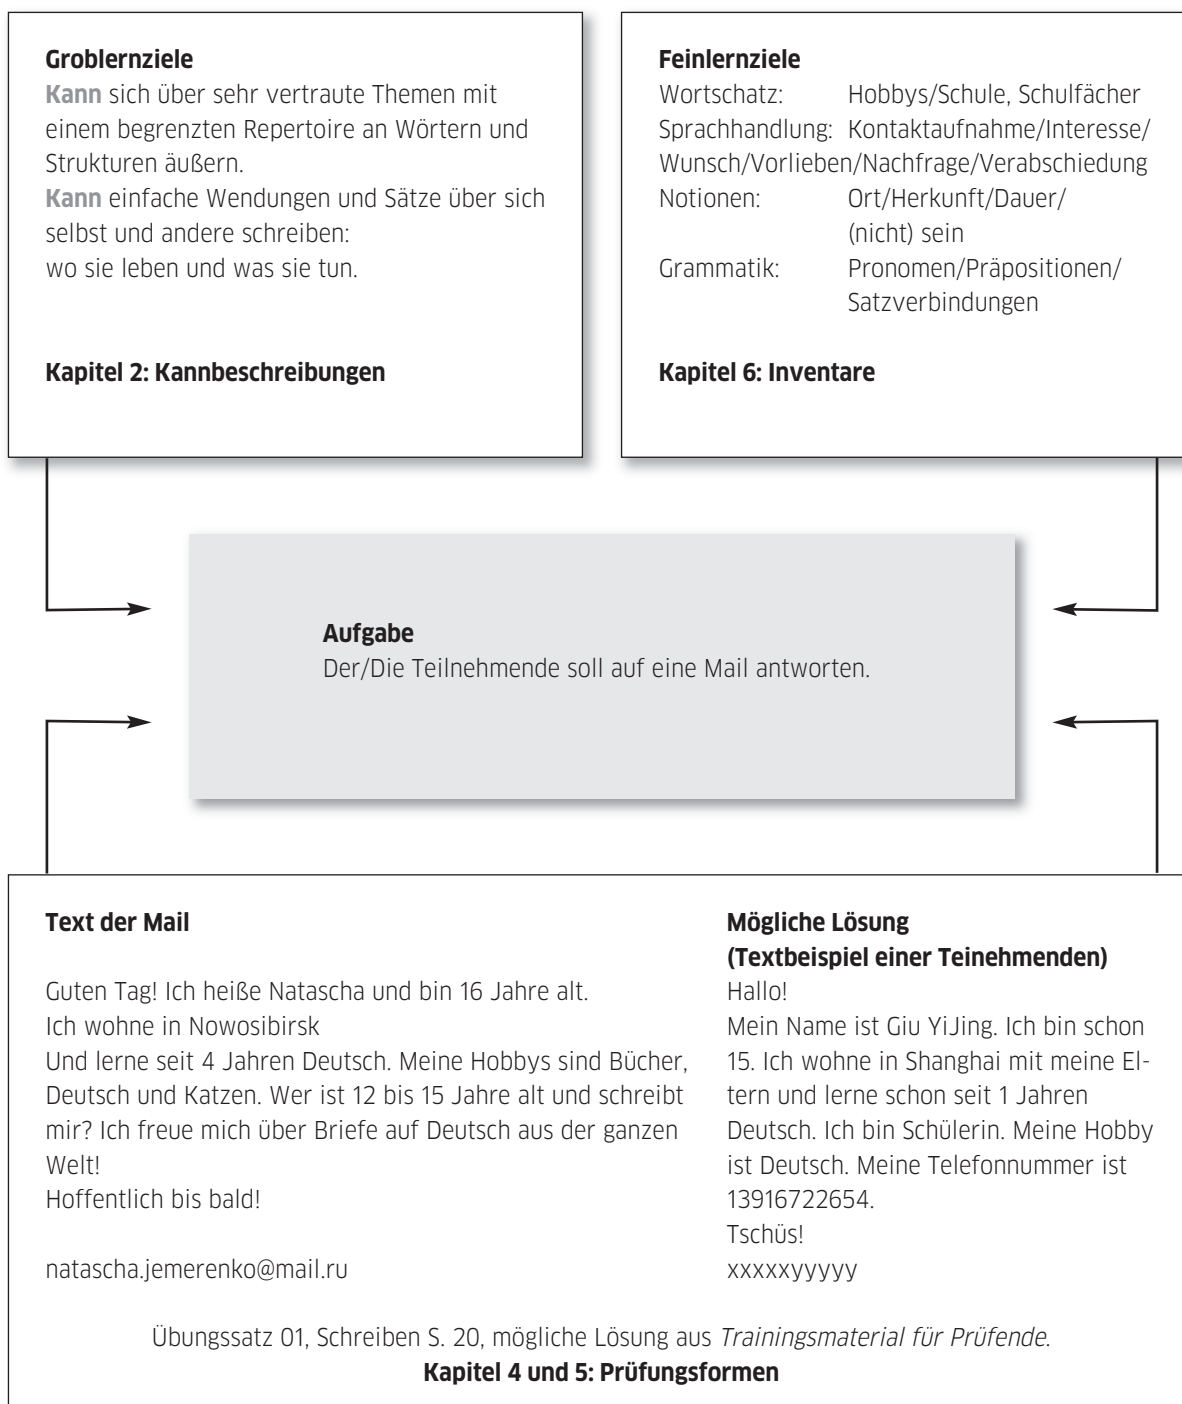 Groblernziele
Kann sich über sehr vertraute Themen mit
einem begrenzten Repertoire an Wörtern und
Strukturen äußern.
Kann einfache Wendungen und Sätze über sich
selbst und andere schreiben:
wo sie leben und was sie tun.
Kapitel 2: Kannbeschreibungen
Feinlernziele
Wortschatz: Hobbys/Schule, Schulfächer
Sprachhandlung: Kontaktaufnahme/Interesse/
Wunsch/Vorlieben/Nachfrage/Verabschiedung
Notionen: Ort/Herkunft/Dauer/
(nicht) sein
Grammatik: Pronomen/Präpositionen/
Satzverbindungen
Kapitel 6: Inventare
Aufgabe
Der/Die Teilnehmende soll auf eine Mail antworten.
Text der Mail
Guten Tag! Ich heiße Natascha und bin 16 Jahre alt.
Ich wohne in Nowosibirsk
Und lerne seit 4 Jahren Deutsch. Meine Hobbys sind Bücher,
Deutsch und Katzen. Wer ist 12 bis 15 Jahre alt und schreibt
mir? Ich freue mich über Briefe auf Deutsch aus der ganzen
Welt!
Hoffentlich bis bald!
natascha.jemerenko@mail.ru
Mögliche Lösung
(Textbeispiel einer Teinehmenden)
Hallo!
Mein Name ist Giu YiJing. Ich bin schon
15. Ich wohne in Shanghai mit meine El-
tern und lerne schon seit 1 Jahren
Deutsch. Ich bin Schülerin. Meine Hobby
ist Deutsch. Meine Telefonnummer ist
13916722654.
Tschüs!
xxxxxyyyyy
Übungssatz 01, Schreiben S. 20, mögliche Lösung aus Trainingsmaterial für Prüfende.
Kapitel 4 und 5: Prüfungsformen